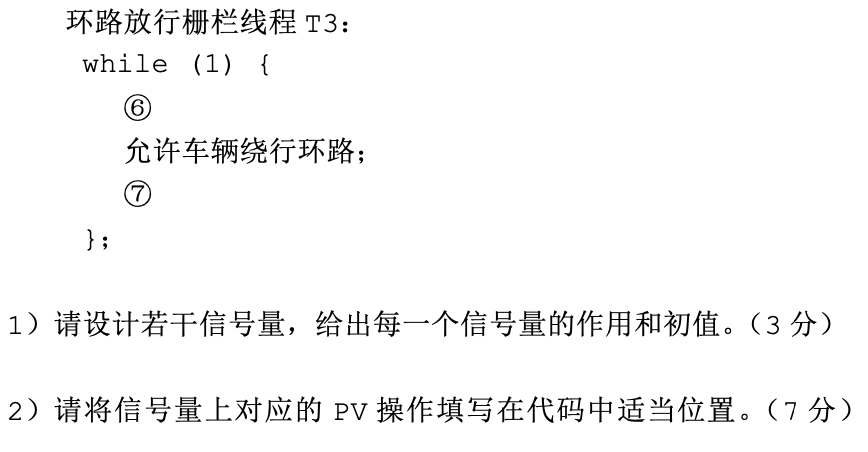 环路放行栅栏线程 T3：
while (1) {
⑥
允许车辆绕行环路；
⑦
}；
1）请设计若干信号量，给出每一个信号量的作用和初值。（3 分）
2）请将信号量上对应的 PV 操作填写在代码中适当位置。（7 分）